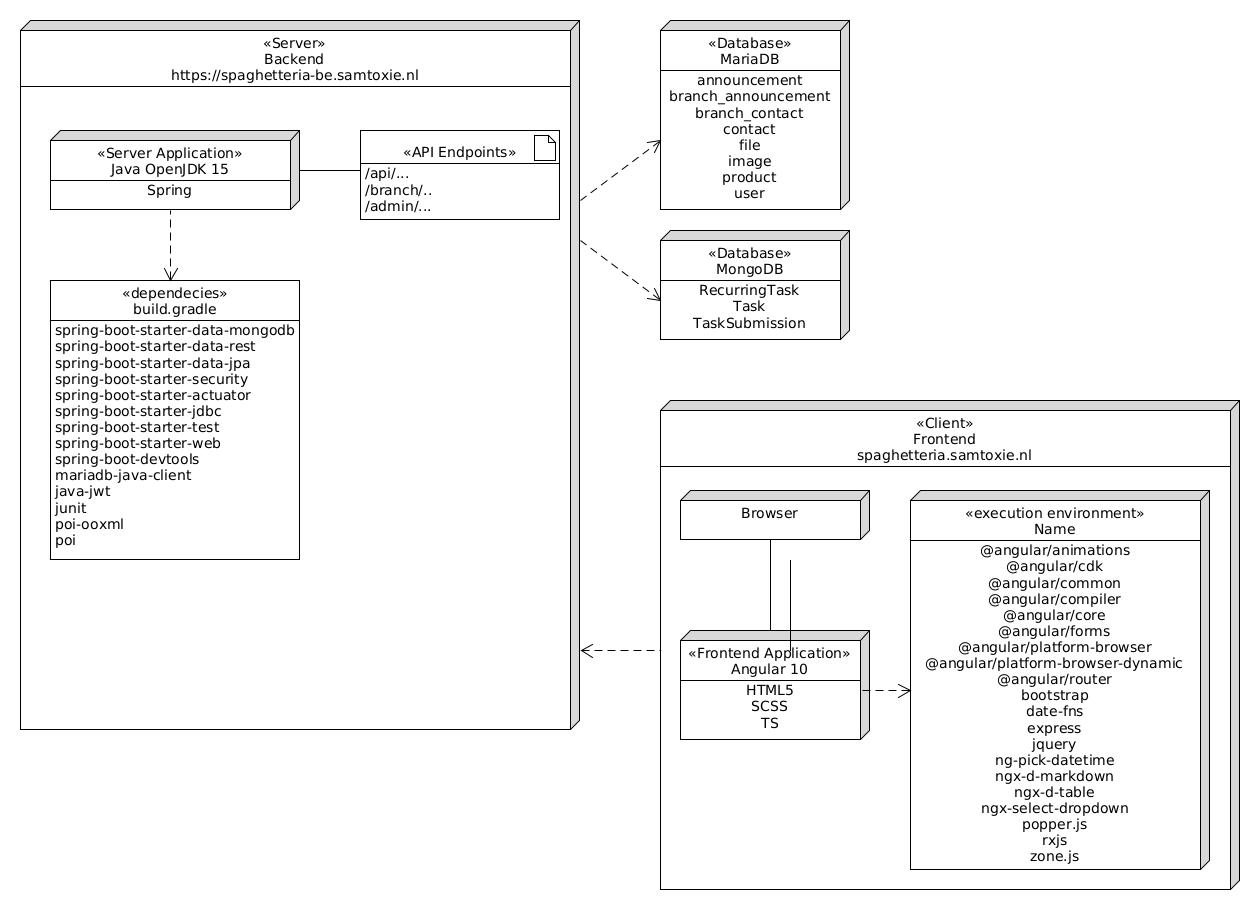 «Server»
Backend
https://spaghetteria-be.samtoxie.nl
«Server Application»
Java OpenJDK 15
Spring
«API Endpoints»
/api/...
/branch/..
/admin/...
«dependecies»
build.gradle
spring-boot-starter-data-mongodb
spring-boot-starter-data-rest
spring-boot-starter-data-jpa
spring-boot-starter-security
spring-boot-starter-actuator
spring-boot-starter-jdbc
spring-boot-starter-test
spring-boot-starter-web
spring-boot-devtools
mariadb-java-client
java-jwt
junit
poi-ooxml
poi
«Database»
MariaDB
announcement
branch_announcement
branch_contact
contact
file
image
product
user
«Database»
MongoDB
RecurringTask
Task
TaskSubmission
«Client»
Frontend
spaghetteria.samtoxie.nl
Browser
«Frontend Application»
Angular 10
HTML5
SCSS
TS
«execution environment»
Name
@angular/animations
@angular/cdk
@angular/common
@angular/compiler
@angular/core
@angular/forms
@angular/platform-browser
@angular/platform-browser-dynamic
@angular/router
bootstrap
date-fns
express
jquery
ng-pick-datetime
ngx-d-markdown
ngx-d-table
ngx-select-dropdown
popper.js
rxjs
zone.js